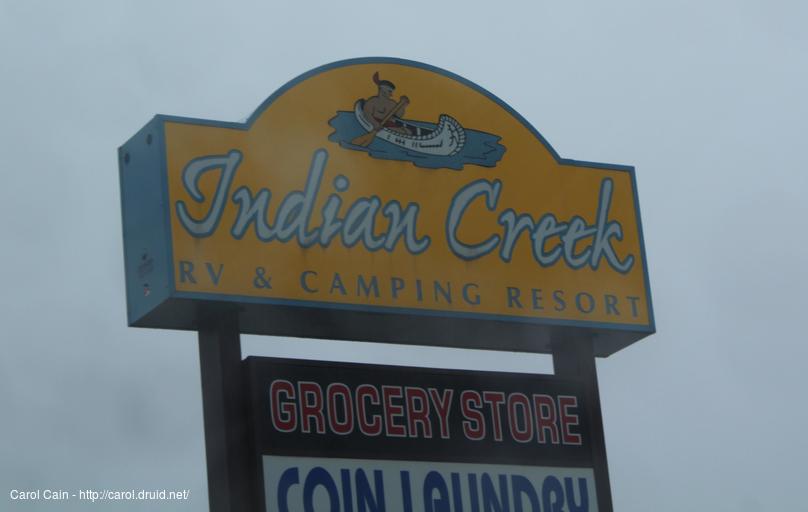 Indian Creek
RV & CAMPING RESORT
GROCERY STORE
COIN LAUNDRY
Carol Cain - http://carol.druid.net/